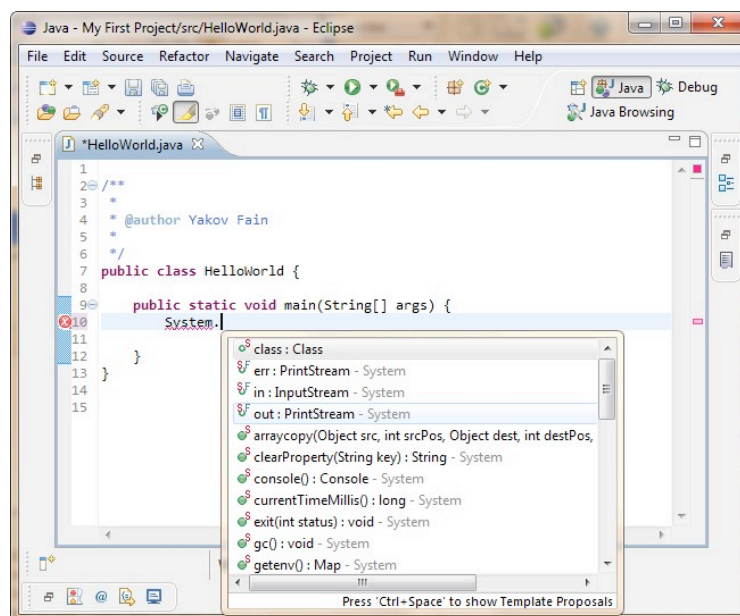 Java - My First Project/src/HelloWorld.java - Eclipse
File Edit Source Refactor Navigate Search Project Run Window Help
Java Debug
Java Browsing
*HelloWorld.java
1
2 /**
3 *
4 * @author Yakov Fain
5 *
6 */
7 public class HelloWorld {
8
9 public static void main(String[] args) {
10 System.
11
12 }
13 }
14
15
class : Class
err : PrintStream - System
in : InputStream - System
out : PrintStream - System
arraycopy(Object src, int srcPos, Object dest, int destPos,
clearProperty(String key) : String - System
console() : Console - System
currentTimeMillis() : long - System
exit(int status) : void - System
gc() : void - System
getenv() : Map - System
Press 'Ctrl+Space' to show Template Proposals